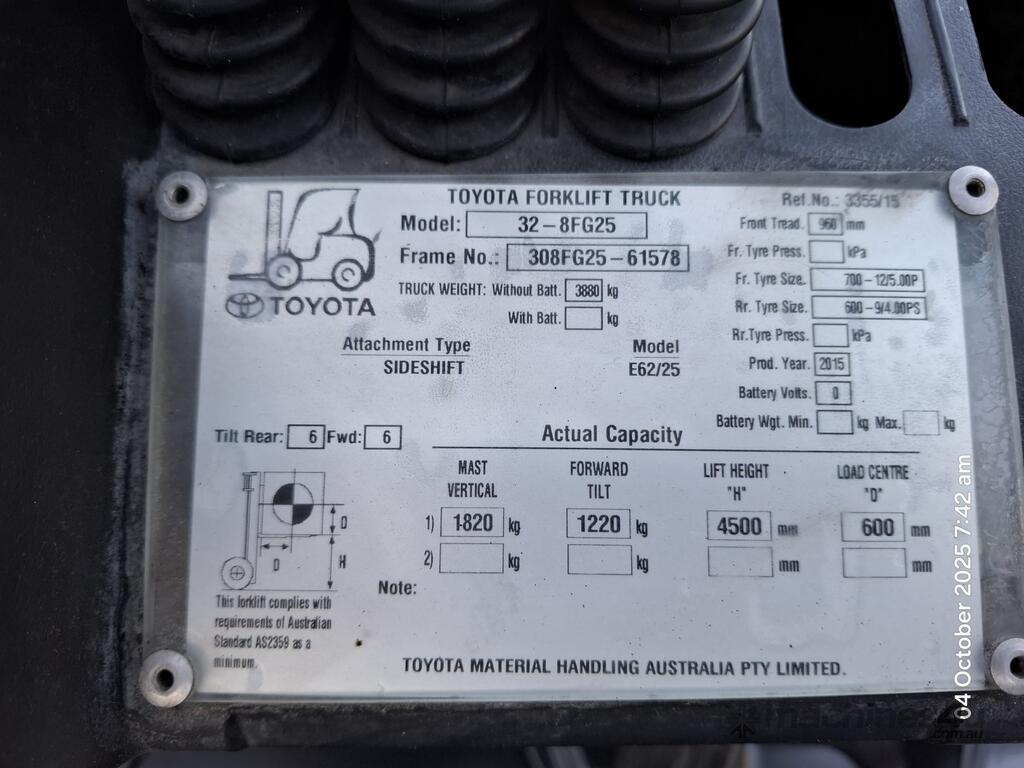 TOYOTA FORKLIFT TRUCK
Ref.No.: 3355/15
Model: 32-8FG25
Frame No.: 308FG25-61578
TRUCK WEIGHT: Without Batt. 3880 kg
With Batt. kg
Front Tread. 960 mm
Fr. Tyre Press. kPa
Fr. Tyre Size. 700-12/5.00P
Rr. Tyre Size. 600-9/4.00PS
Rr. Tyre Press. kPa
Prod. Year. 2015
Battery Volts. 0
Battery Wgt. Min. kg Max. kg
TOYOTA
Attachment Type Model
SIDESHIFT E62/25
Tilt Rear: 6 Fwd: 6
Actual Capacity
MAST VERTICAL
FORWARD TILT
LIFT HEIGHT "H"
LOAD CENTRE "D"
1) 1820 kg 1220 kg 4500 mm 600 mm
2) kg kg mm mm
D
D H
Note:
This forklift complies with
requirements of Australian
Standard AS2359 as a
minimum.
TOYOTA MATERIAL HANDLING AUSTRALIA PTY LIMITED.
04 October 2025 7:42 am
.com.au